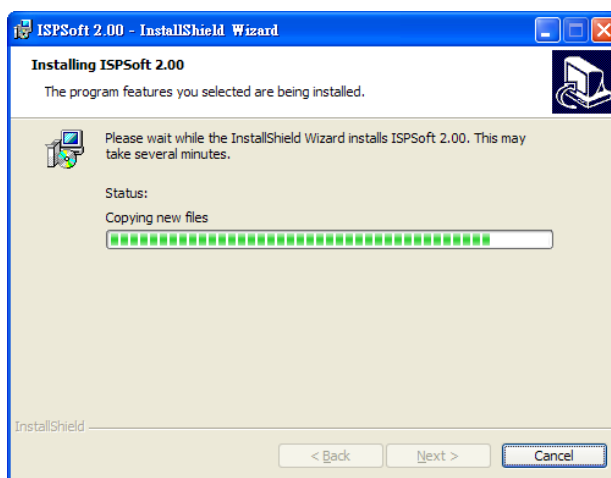 ISPSoft 2.00 - InstallShield Wizard
Installing ISPSoft 2.00
The program features you selected are being installed.
Please wait while the InstallShield Wizard installs ISPSoft 2.00. This may
take several minutes.
Status:
Copying new files
InstallShield
< Back Next > Cancel